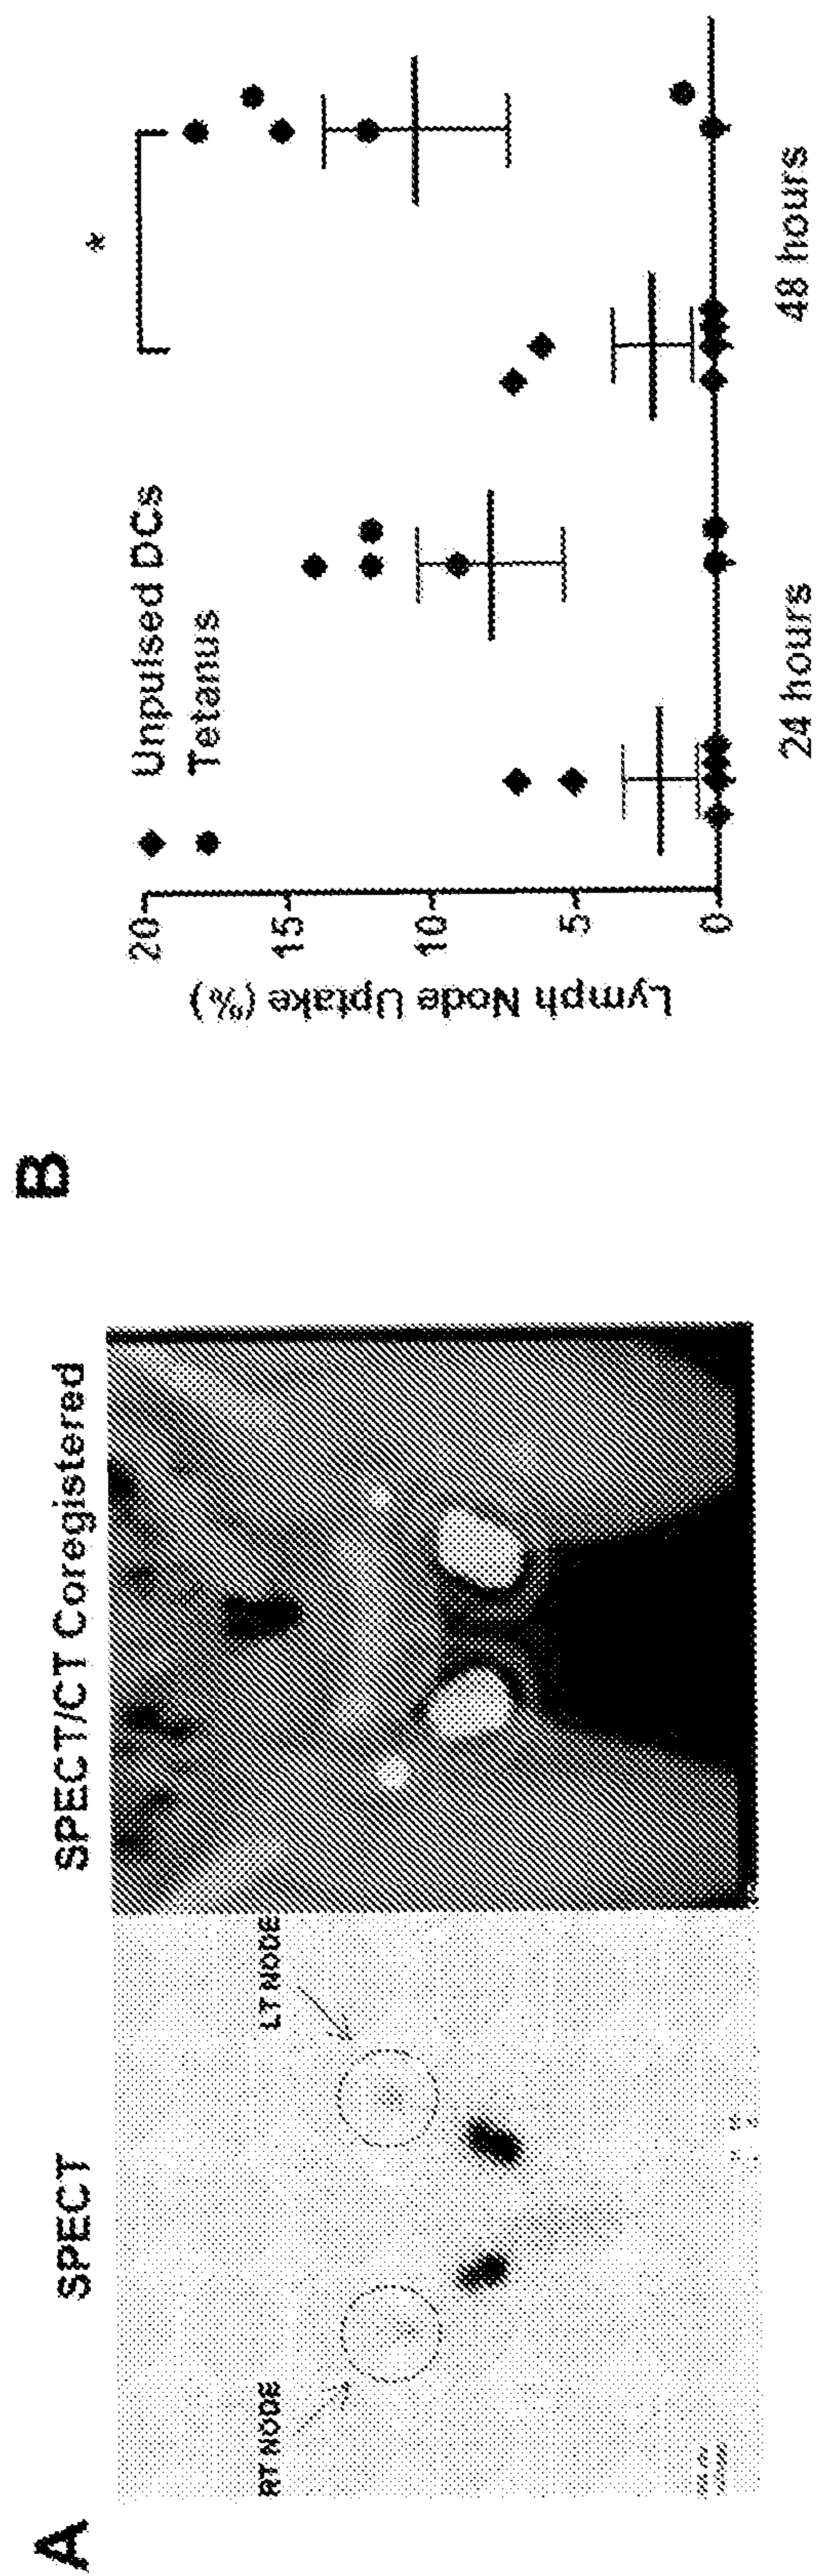 A
SPECT
SPECT/CT Coregistered
RT NODE
LT NODE
B
Unpulsed DCs
Tetanus
*
Lymph Node Uptake (%)
20
15
10
5
0
24 hours
48 hours